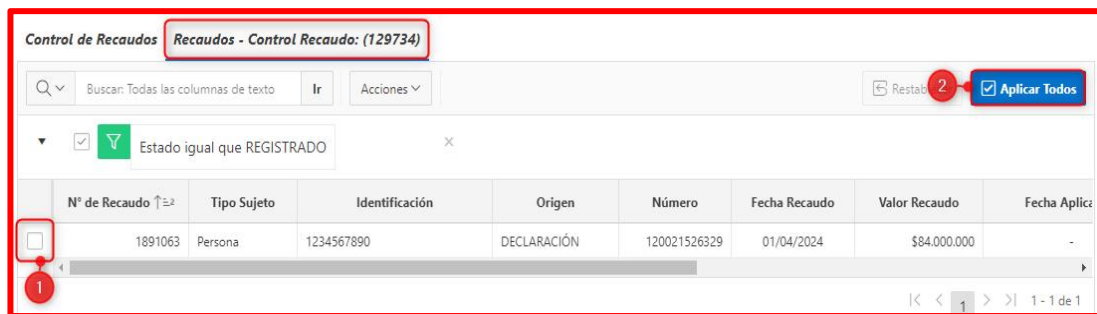 Control de Recaudos Recaudos - Control Recaudo: (129734)
Buscar: Todas las columnas de texto Ir Acciones 2 Aplicar Todos
Estado igual que REGISTRADO
N° de Recaudo Tipo Sujeto Identificación Origen Número Fecha Recaudo Valor Recaudo Fecha Aplica
1891063 Persona 1234567890 DECLARACIÓN 120021526329 01/04/2024 $84.000.000 -
1
1 1 - 1 de 1